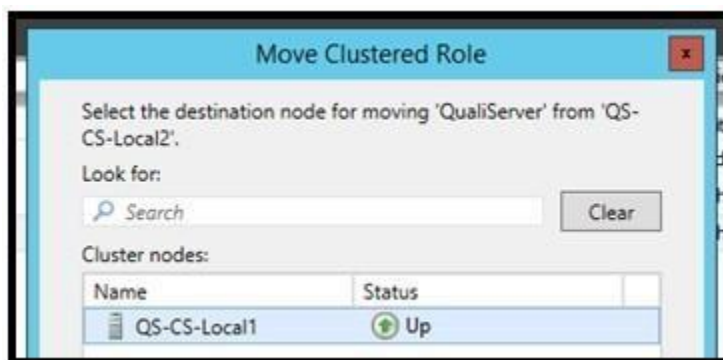 Move Clustered Role
x
Select the destination node for moving 'QualiServer' from 'QS-
CS-Local2'.
Look for:
Search
Clear
Cluster nodes:
Name Status
QS-CS-Local1 Up